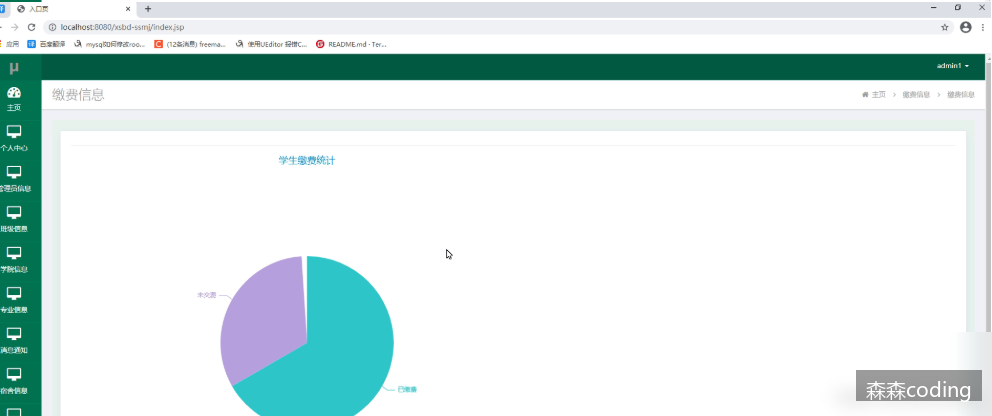 入口页
localhost:8080/xsbd-ssmj/index.jsp
应用
百度翻译
mysql如何修改roo...
(12条消息) freema...
使用UEditor 报错C...
README.md - Ter...
μ
admin1
主页
缴费信息
主页 > 缴费信息 > 缴费信息
个人中心
管理员信息
班级信息
学院信息
专业信息
消息通知
宿舍信息
学生缴费统计
未缴费
已缴费
森森coding